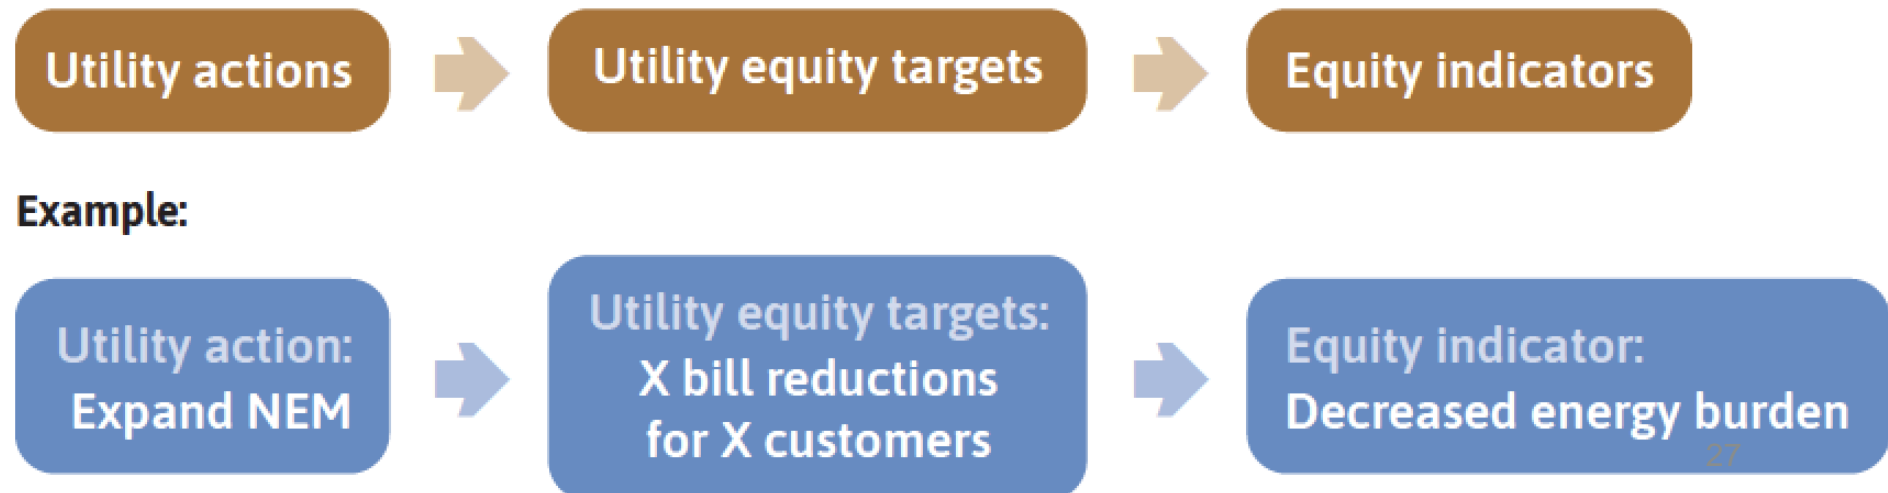 Utility actions
Utility equity targets
Equity indicators
Example:
Utility action:
Expand NEM
Utility equity targets:
X bill reductions
for X customers
Equity indicator:
Decreased energy burden
27